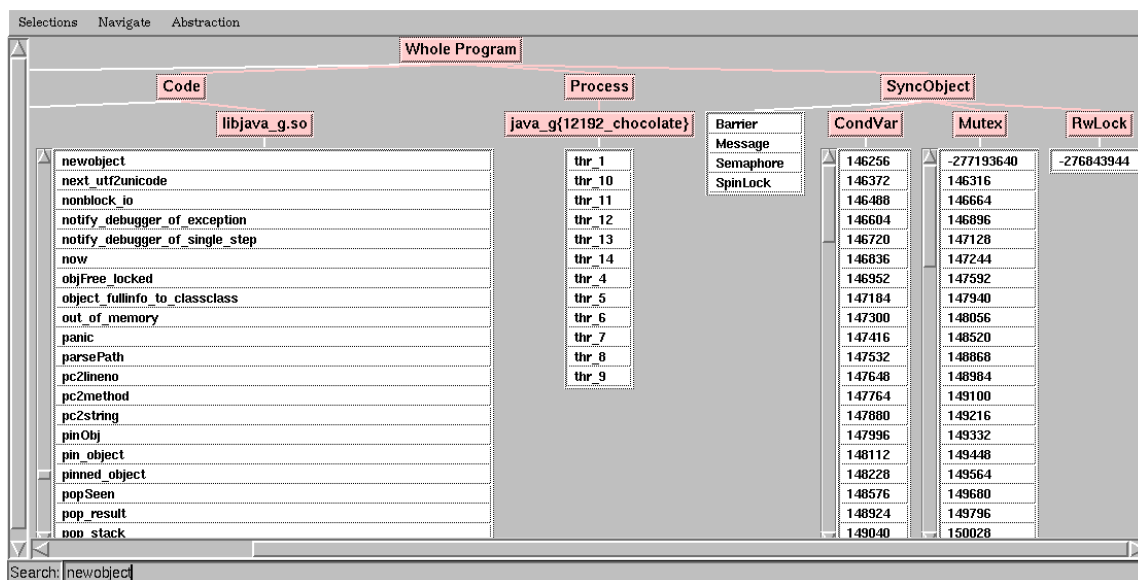 Selections Navigate Abstraction
Whole Program
Code Process SyncObject
libjava_g.so java_g{12192_chocolate} CondVar Mutex RwLock
Barrier
Message
Semaphore
SpinLock
newobject
next_utf2unicode
nonblock_io
notify_debugger_of_exception
notify_debugger_of_single_step
now
objFree_locked
object_fullinfo_to_classclass
out_of_memory
panic
parsePath
pc2lineno
pc2method
pc2string
pinObj
pin_object
pinned_object
popSeen
pop_result
pop_stack
thr_1
thr_10
thr_11
thr_12
thr_13
thr_14
thr_4
thr_5
thr_6
thr_7
thr_8
thr_9
146256
146372
146488
146604
146720
146836
146952
147184
147300
147416
147532
147648
147764
147880
147996
148112
148228
148576
148924
149040
-277193640
146316
146664
146896
147128
147244
147592
147940
148056
148520
148868
148984
149100
149216
149332
149448
149564
149680
149796
150028
-276843944
Search: newobject